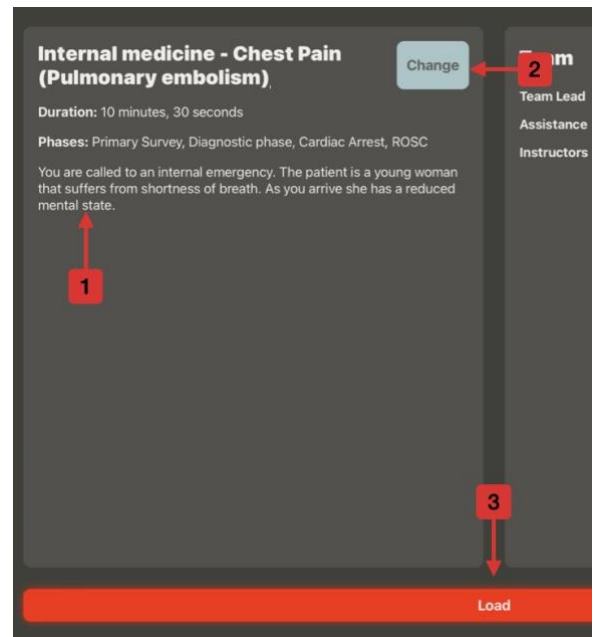 Internal medicine - Chest Pain
(Pulmonary embolism)
Change
Duration: 10 minutes, 30 seconds
Phases: Primary Survey, Diagnostic phase, Cardiac Arrest, ROSC
You are called to an internal emergency. The patient is a young woman
that suffers from shortness of breath. As you arrive she has a reduced
mental state.
1
2
Team Lead
Assistance
Instructors
3
Load